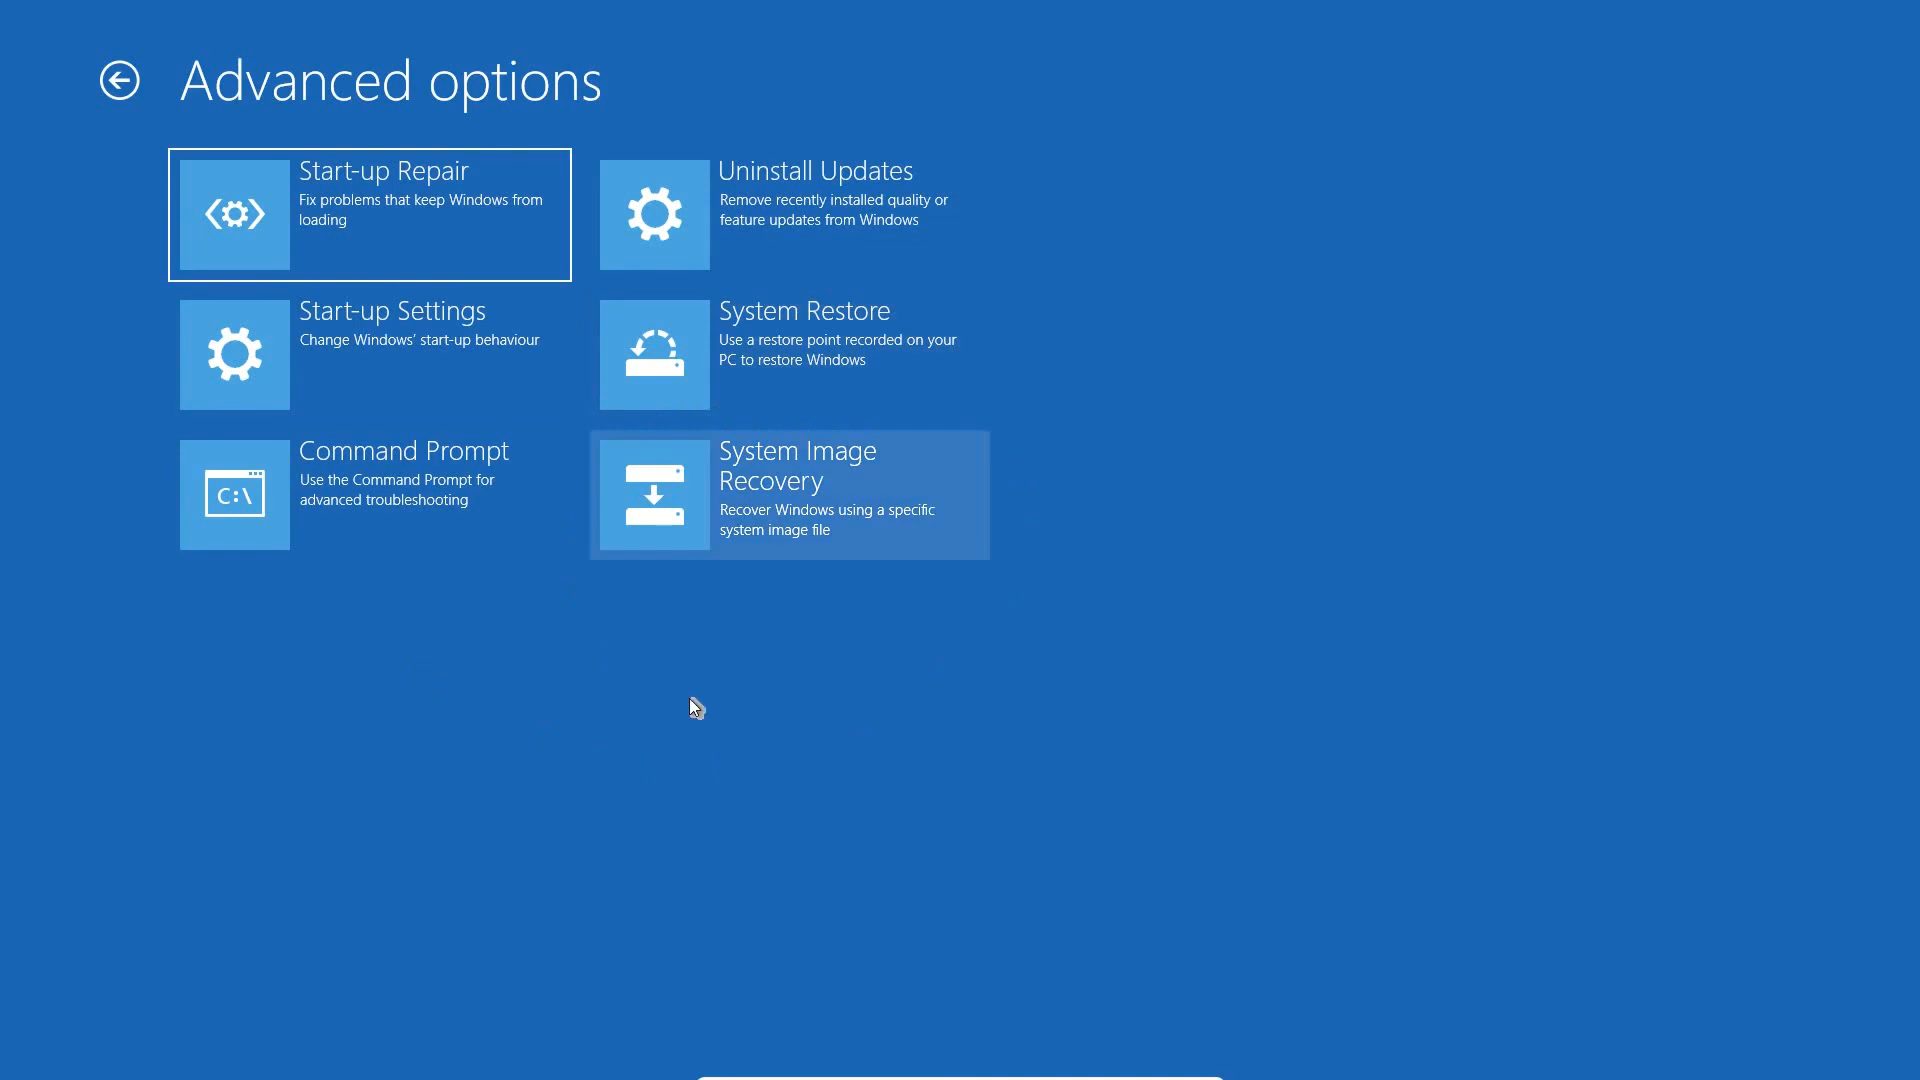 Advanced options
Start-up Repair
Fix problems that keep Windows from
loading
Uninstall Updates
Remove recently installed quality or
feature updates from Windows
Start-up Settings
Change Windows’ start-up behaviour
System Restore
Use a restore point recorded on your
PC to restore Windows
C:\
Command Prompt
Use the Command Prompt for
advanced troubleshooting
System Image
Recovery
Recover Windows using a specific
system image file